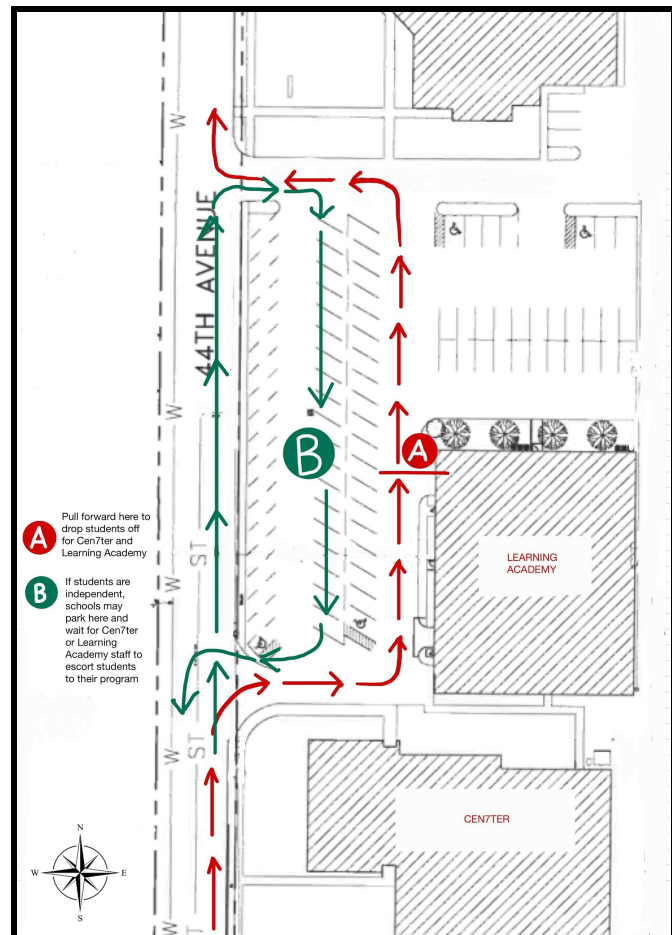 W
44TH AVENUE
W
B
A
A
Pull forward here to
drop students off
for Cen7ter and
Learning Academy
ST
LEARNING
ACADEMY
B
If students are
independent,
schools may
park here and
wait for Cen7ter
or Learning
Academy staff to
escort students
to their program
W
W
ST
CEN7TER
N
W
E
S
W
T